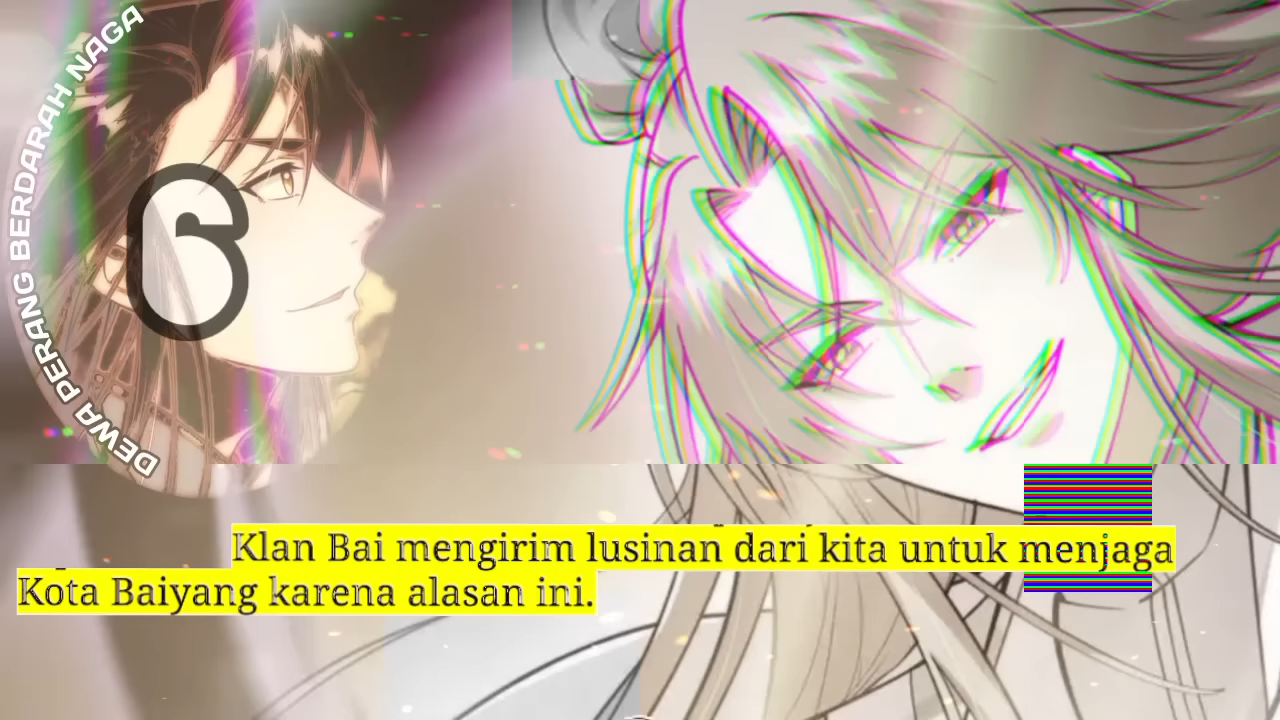 DEWA PERANG BERDARAH NAGA
6
Klan Bai mengirim lusinan dari kita untuk menjaga
Kota Baiyang karena alasan ini.